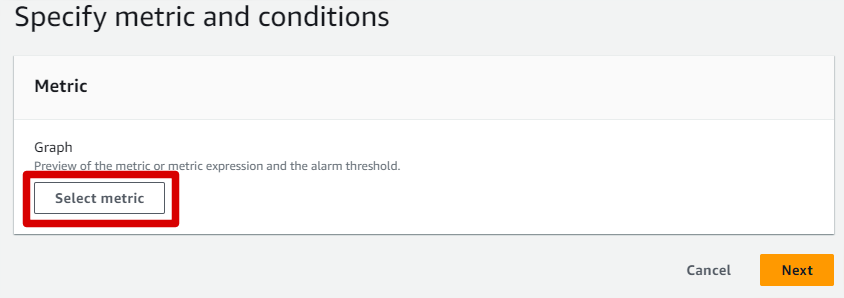 Specify metric and conditions
Metric
Graph
Preview of the metric or metric expression and the alarm threshold.
Select metric
Cancel Next